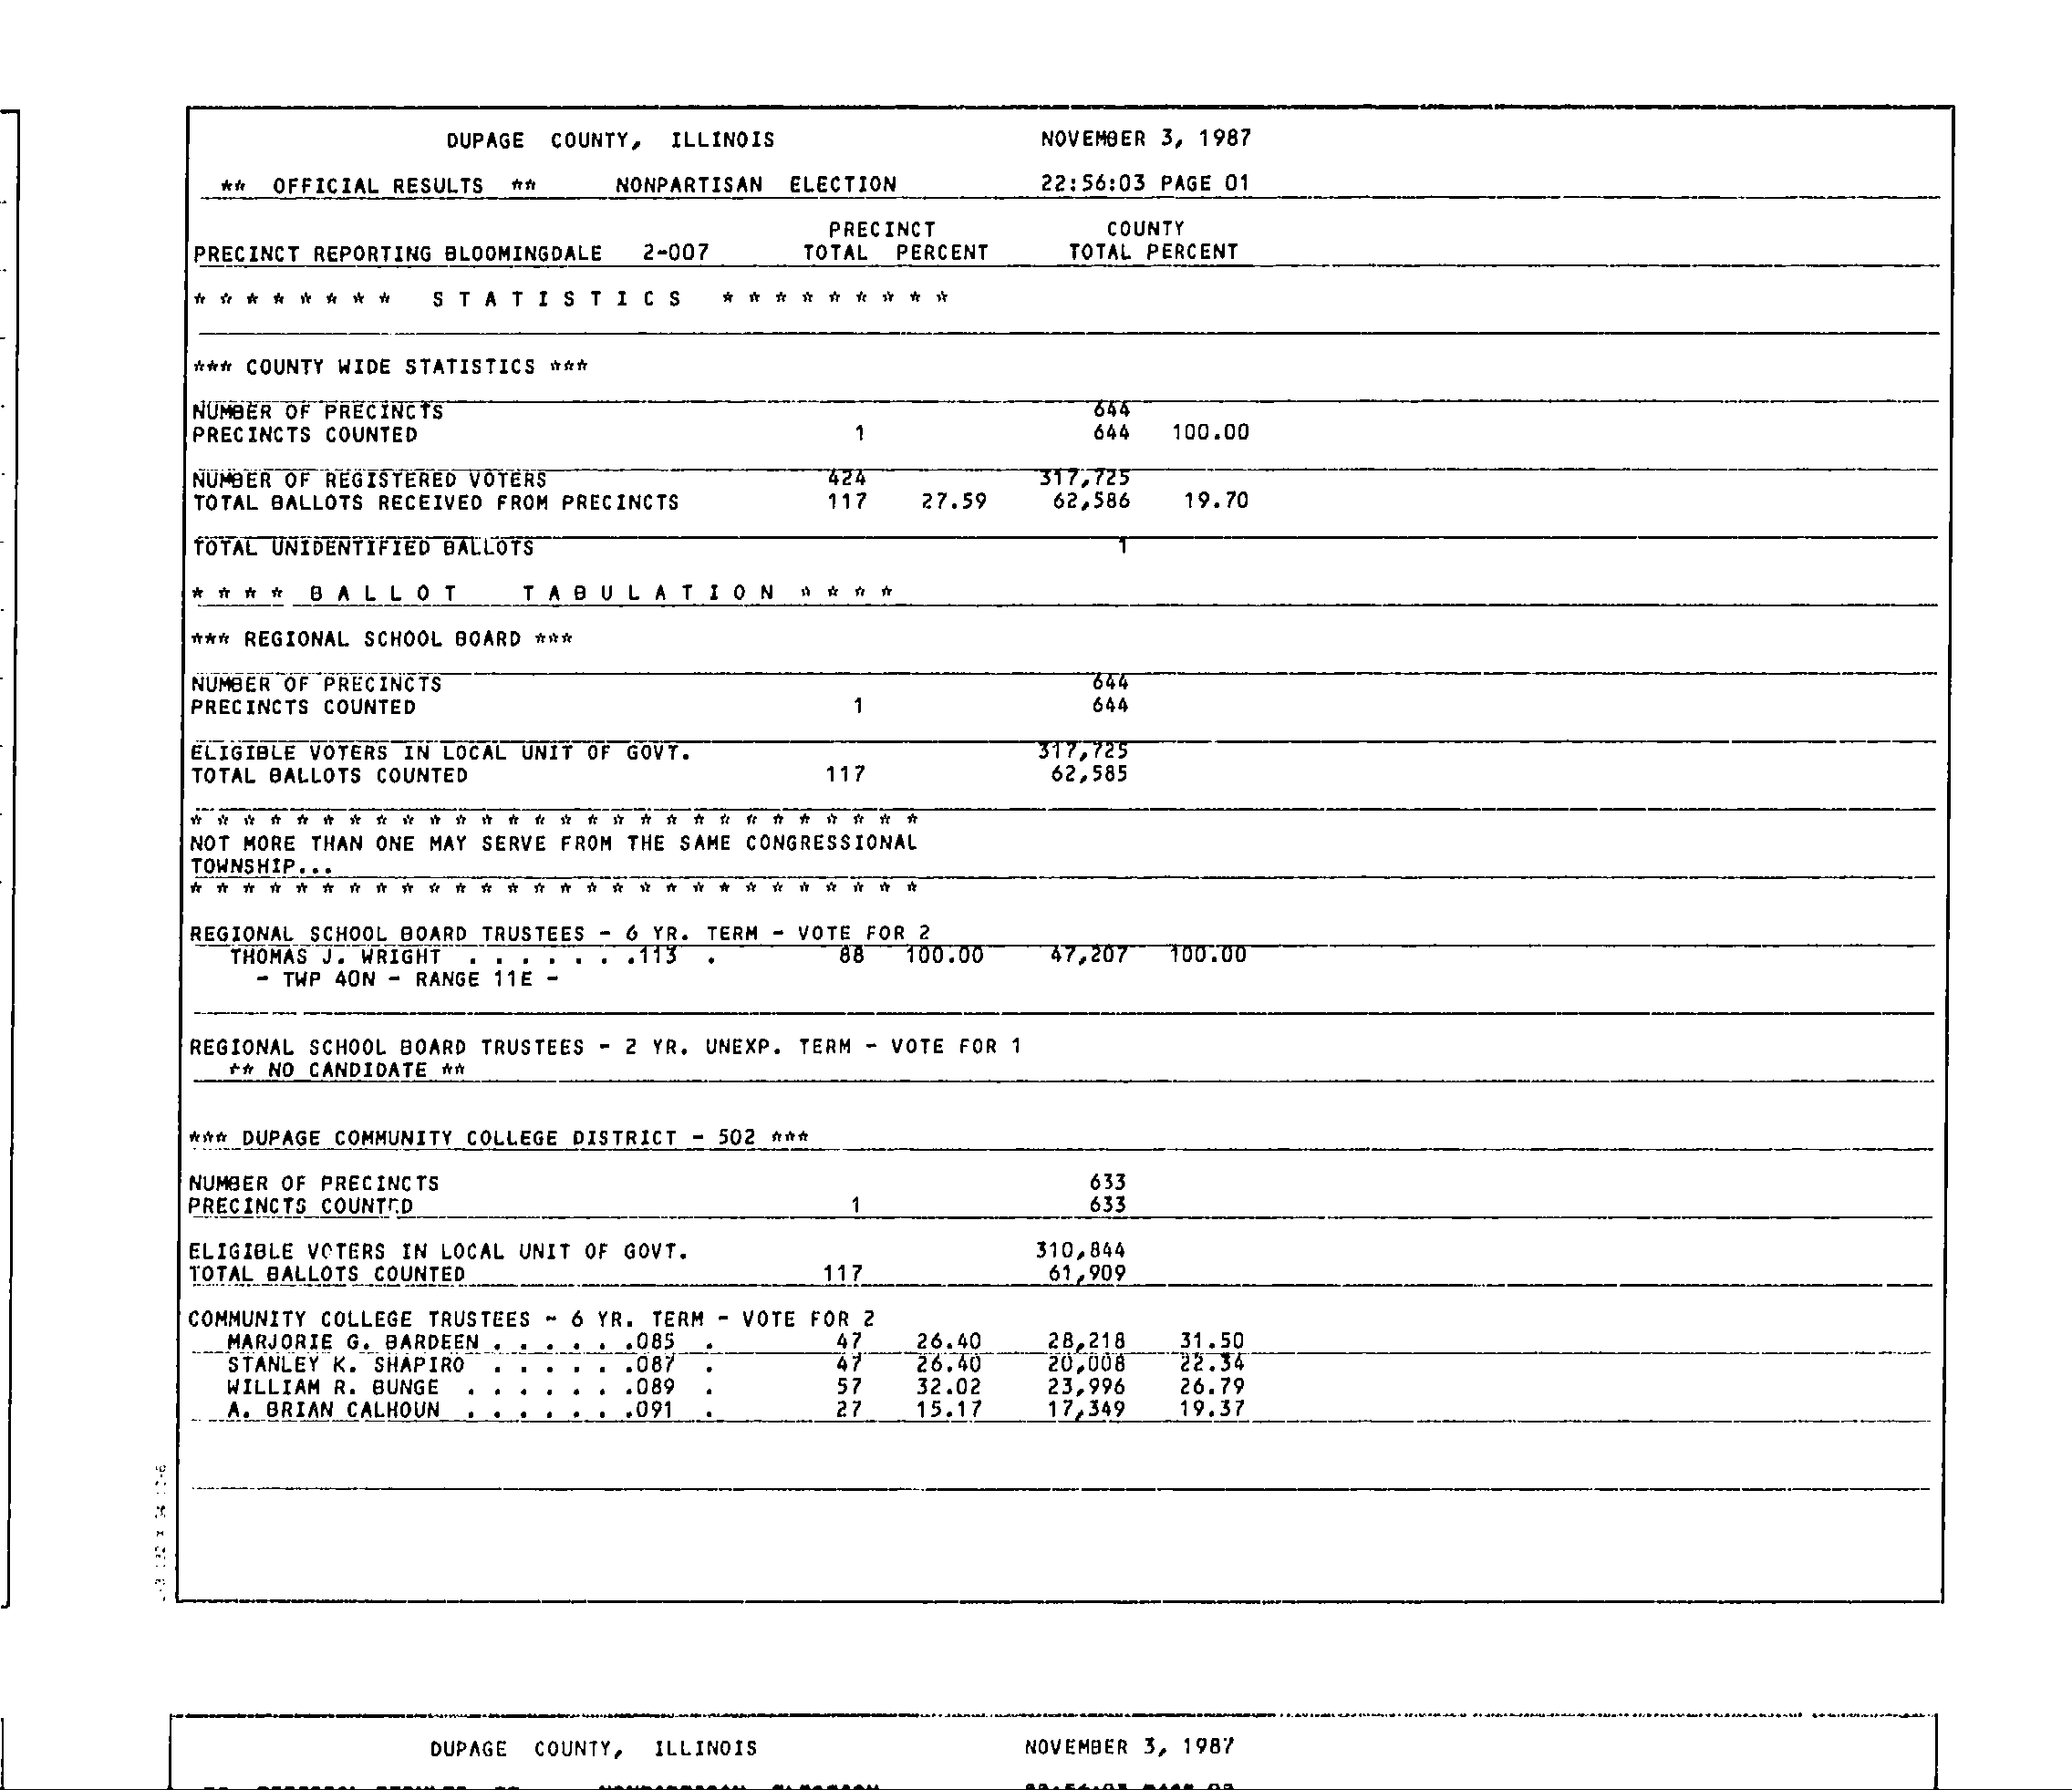 DUPAGE COUNTY, ILLINOIS NOVEMBER 3, 1987
** OFFICIAL RESULTS ** NONPARTISAN ELECTION 22:56:03 PAGE 01
PRECINCT COUNTY
PRECINCT REPORTING BLOOMINGDALE 2-007 TOTAL PERCENT TOTAL PERCENT
* * * * * * * * S T A T I S T I C S * * * * * * * * *
*** COUNTY WIDE STATISTICS ***
NUMBER OF PRECINCTS 644
PRECINCTS COUNTED 1 644 100.00
NUMBER OF REGISTERED VOTERS 424 317,725
TOTAL BALLOTS RECEIVED FROM PRECINCTS 117 27.59 62,586 19.70
TOTAL UNIDENTIFIED BALLOTS 1
* * * * B A L L O T T A B U L A T I O N * * * *
*** REGIONAL SCHOOL BOARD ***
NUMBER OF PRECINCTS 644
PRECINCTS COUNTED 1 644
ELIGIBLE VOTERS IN LOCAL UNIT OF GOVT. 317,725
TOTAL BALLOTS COUNTED 117 62,585
* * * * * * * * * * * * * * * * * * * * * * * * * * * *
NOT MORE THAN ONE MAY SERVE FROM THE SAME CONGRESSIONAL
TOWNSHIP...
* * * * * * * * * * * * * * * * * * * * * * * * * * * *
REGIONAL SCHOOL BOARD TRUSTEES - 6 YR. TERM - VOTE FOR 2
THOMAS J. WRIGHT . . . . . . .113 . 88 100.00 47,207 100.00
- TWP 40N - RANGE 11E -
REGIONAL SCHOOL BOARD TRUSTEES - 2 YR. UNEXP. TERM - VOTE FOR 1
** NO CANDIDATE **
*** DUPAGE COMMUNITY COLLEGE DISTRICT - 502 ***
NUMBER OF PRECINCTS 633
PRECINCTS COUNTED 1 633
ELIGIBLE VOTERS IN LOCAL UNIT OF GOVT. 310,844
TOTAL BALLOTS COUNTED 117 61,909
COMMUNITY COLLEGE TRUSTEES - 6 YR. TERM - VOTE FOR 2
MARJORIE G. BARDEEN . . . . . .085 . 47 26.40 28,218 31.50
STANLEY K. SHAPIRO . . . . . .087 . 47 26.40 20,008 22.34
WILLIAM R. BUNGE . . . . . . .089 . 57 32.02 23,996 26.79
A. BRIAN CALHOUN . . . . . . .091 . 27 15.17 17,349 19.37
DUPAGE COUNTY, ILLINOIS NOVEMBER 3, 1987